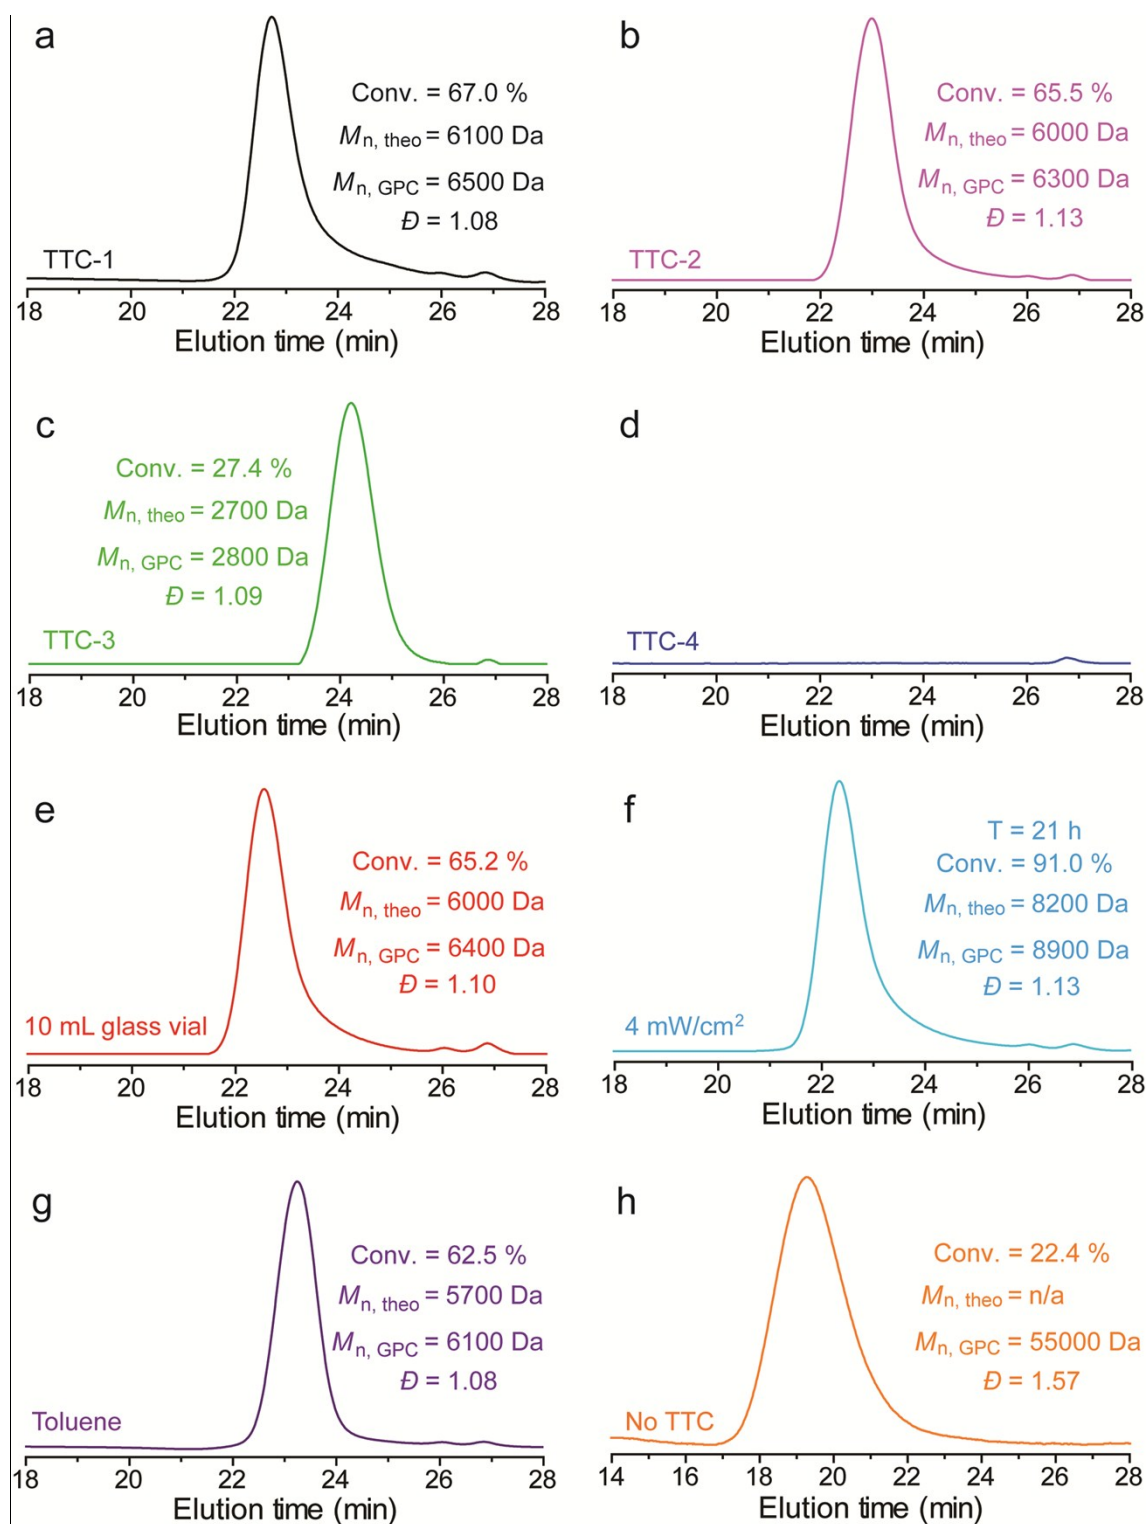 a
Conv. = 67.0 %
Mn, theo = 6100 Da
Mn, GPC = 6500 Da
Đ = 1.08
TTC-1
18 20 22 24 26 28
Elution time (min)
b
Conv. = 65.5 %
Mn, theo = 6000 Da
Mn, GPC = 6300 Da
Đ = 1.13
TTC-2
18 20 22 24 26 28
Elution time (min)
c
Conv. = 27.4 %
Mn, theo = 2700 Da
Mn, GPC = 2800 Da
Đ = 1.09
TTC-3
18 20 22 24 26 28
Elution time (min)
d
TTC-4
18 20 22 24 26 28
Elution time (min)
e
Conv. = 65.2 %
Mn, theo = 6000 Da
Mn, GPC = 6400 Da
Đ = 1.10
10 mL glass vial
18 20 22 24 26 28
Elution time (min)
f
T = 21 h
Conv. = 91.0 %
Mn, theo = 8200 Da
Mn, GPC = 8900 Da
Đ = 1.13
4 mW/cm²
18 20 22 24 26 28
Elution time (min)
g
Conv. = 62.5 %
Mn, theo = 5700 Da
Mn, GPC = 6100 Da
Đ = 1.08
Toluene
18 20 22 24 26 28
Elution time (min)
h
Conv. = 22.4 %
Mn, theo = n/a
Mn, GPC = 55000 Da
Đ = 1.57
No TTC
14 16 18 20 22 24 26 28
Elution time (min)